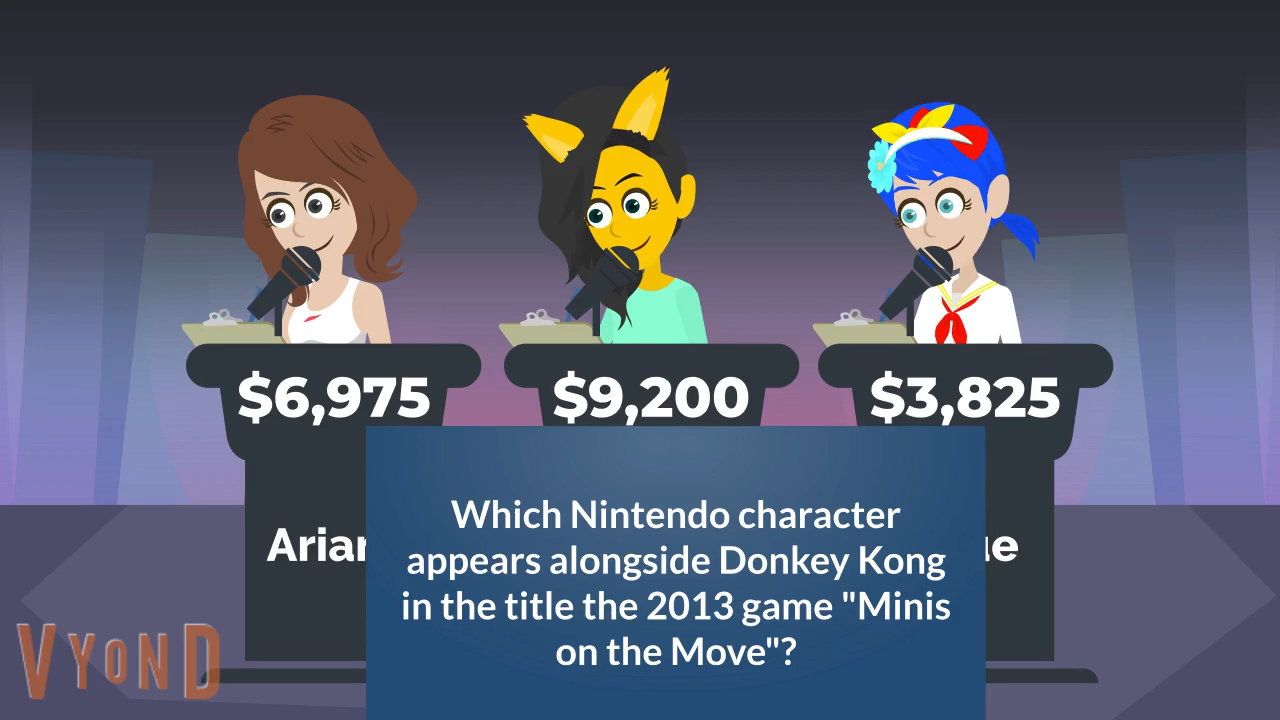 $6,975 $9,200 $3,825
Which Nintendo character
appears alongside Donkey Kong
in the title the 2013 game "Minis
on the Move"?
VYOND